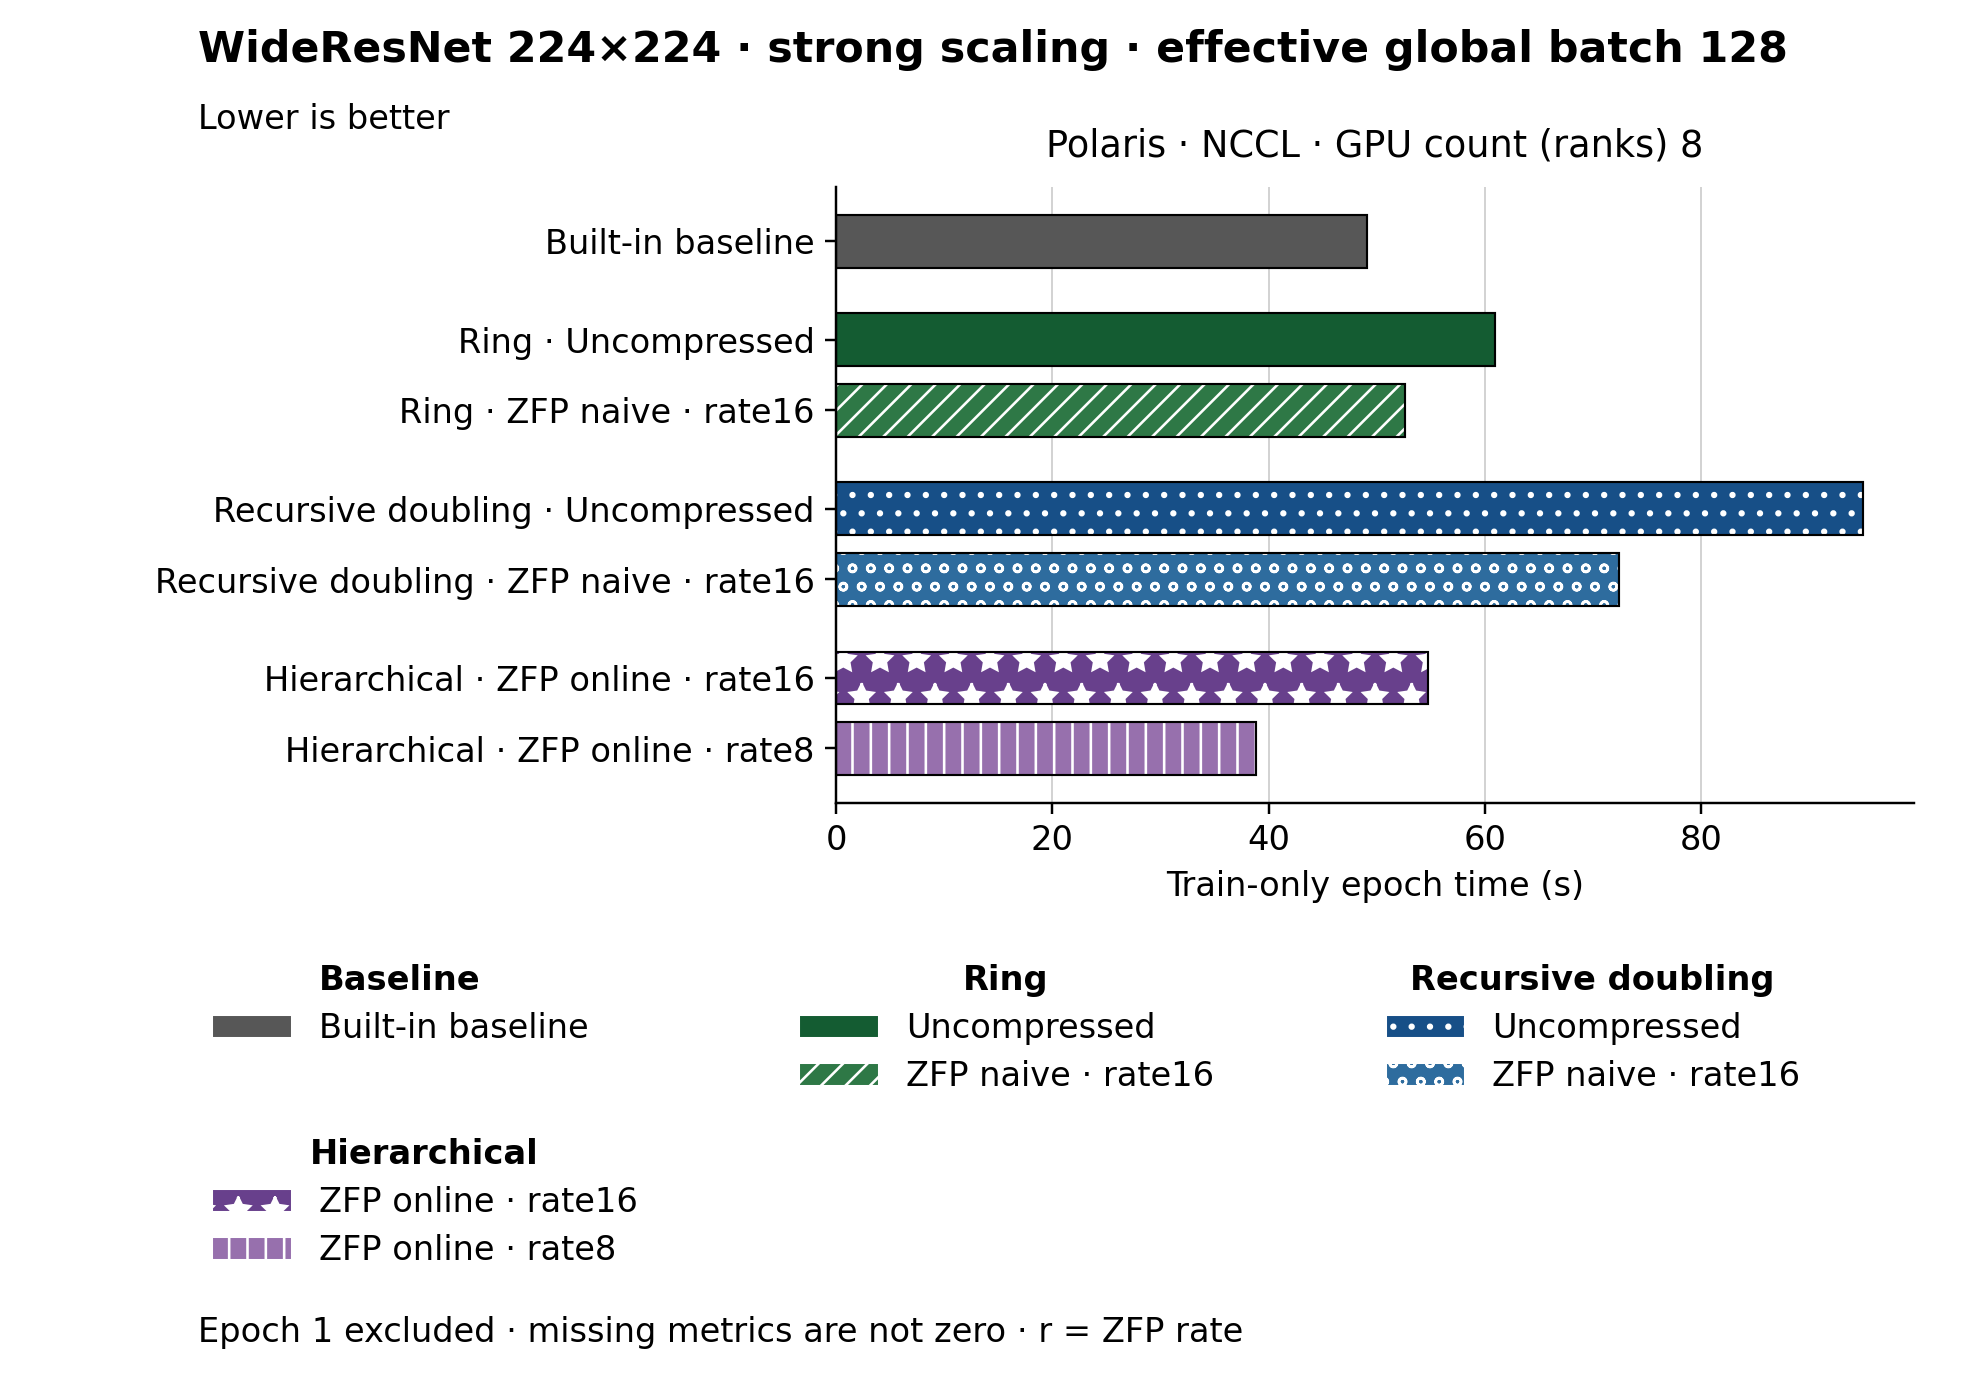 WideResNet 224×224 · strong scaling · effective global batch 128
Lower is better
Polaris · NCCL · GPU count (ranks) 8
Built-in baseline
Ring · Uncompressed
Ring · ZFP naive · rate16
Recursive doubling · Uncompressed
Recursive doubling · ZFP naive · rate16
Hierarchical · ZFP online · rate16
Hierarchical · ZFP online · rate8
0 20 40 60 80
Train-only epoch time (s)
Baseline
Built-in baseline
Ring
Uncompressed
ZFP naive · rate16
Recursive doubling
Uncompressed
ZFP naive · rate16
Hierarchical
ZFP online · rate16
ZFP online · rate8
Epoch 1 excluded · missing metrics are not zero · r = ZFP rate